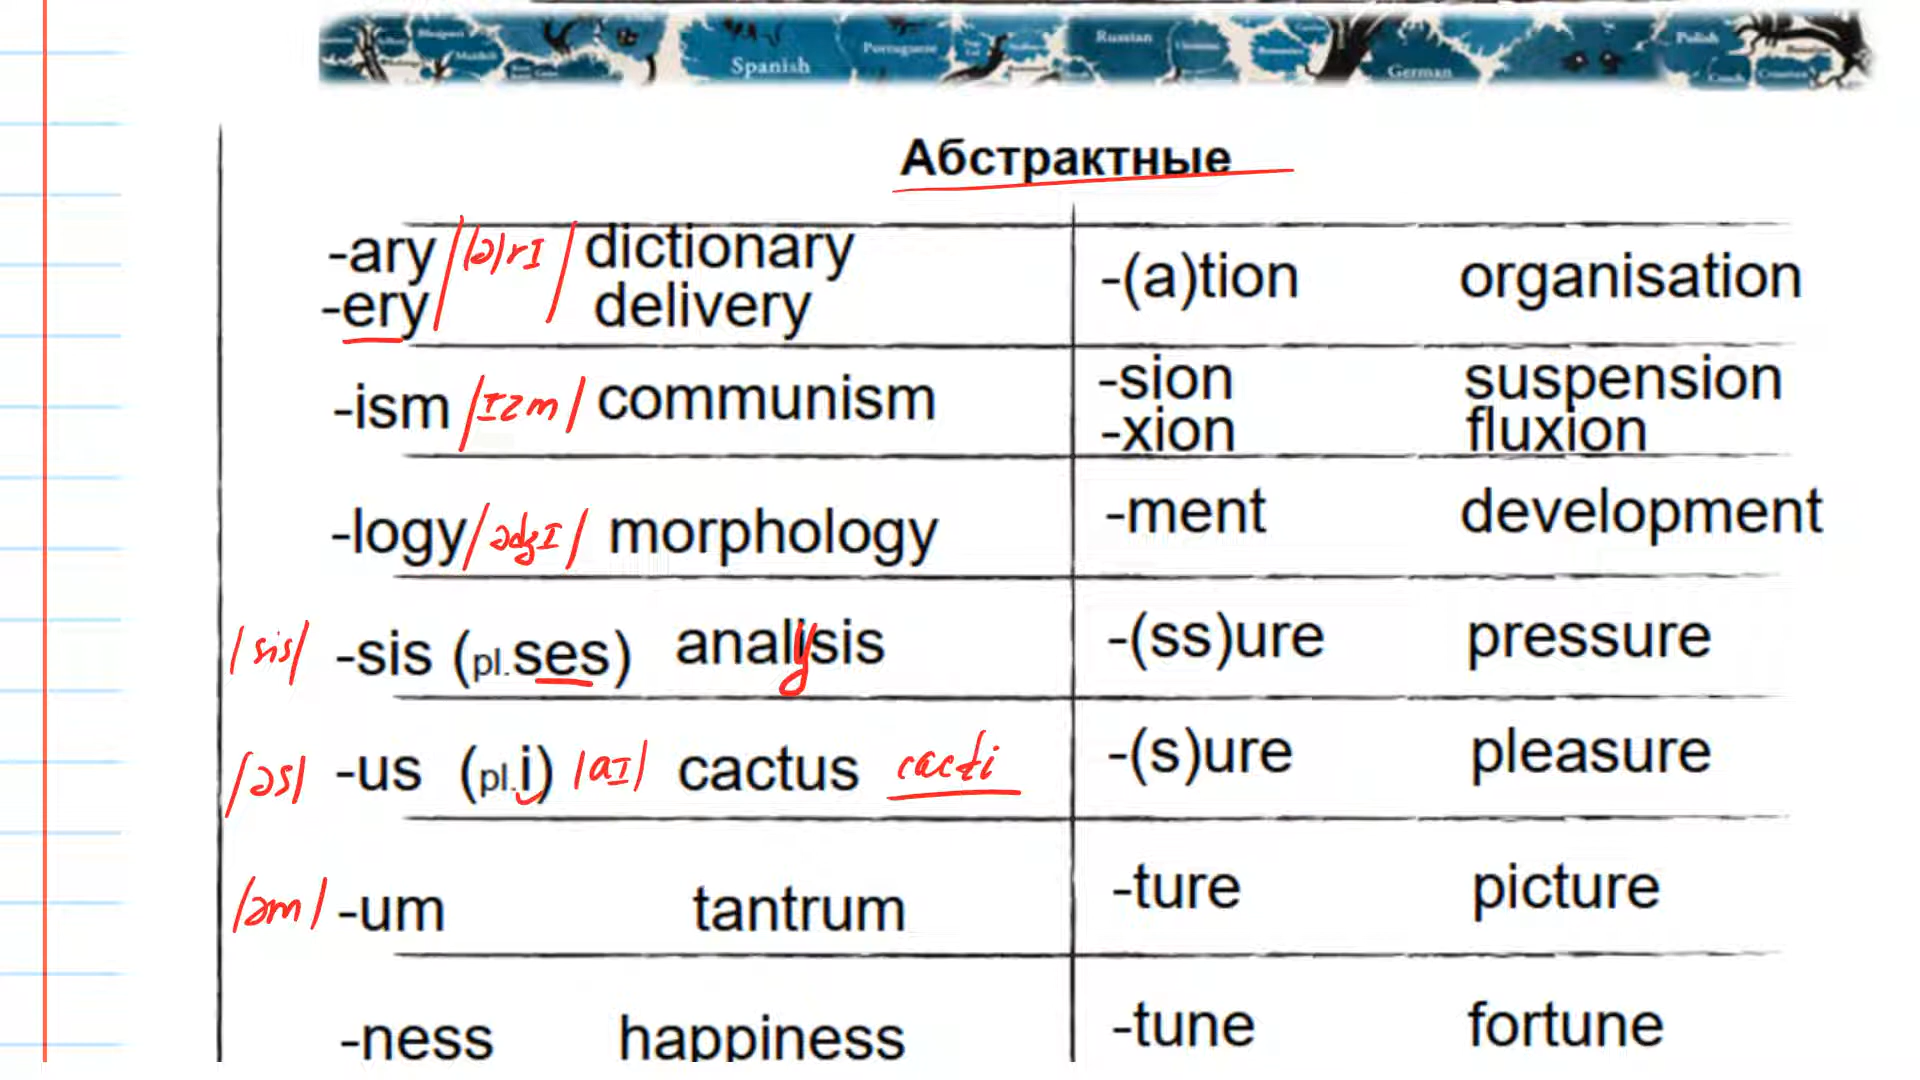 Spanish
Portuguese
Russian
German
Polish
Абстрактные
-ary /(ə)rɪ/ dictionary
-ery delivery
-ism /ɪzm/ communism
-logy /ədʒɪ/ morphology
/sis/ -sis (pl.ses) analysis
/əs/ -us (pl.i) /aɪ/ cactus cacti
/əm/ -um tantrum
-ness happiness
-(a)tion organisation
-sion suspension
-xion fluxion
-ment development
-(ss)ure pressure
-(s)ure pleasure
-ture picture
-tune fortune